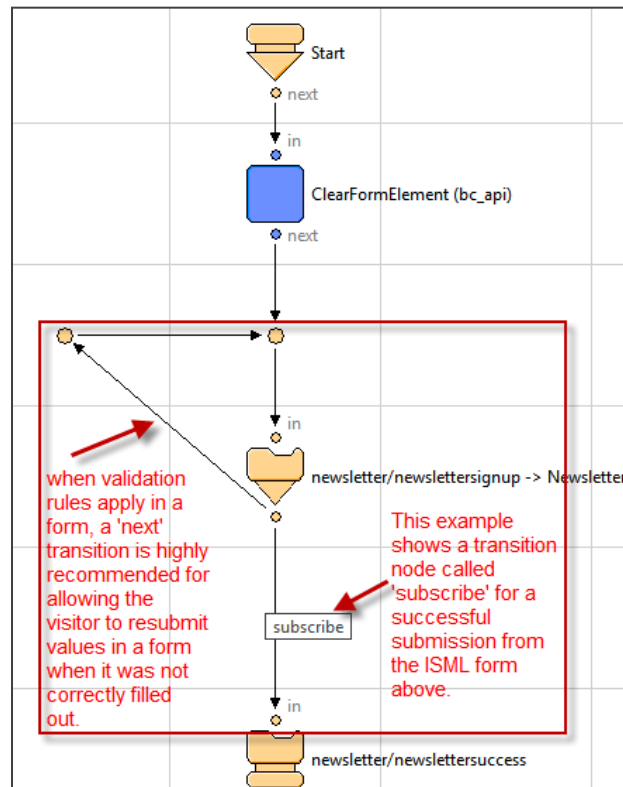 Start
next
in
ClearFormElement (bc_api)
next
in
newsletter/newslettersignup -> Newsletter
when validation
rules apply in a
form, a 'next'
transition is highly
recommended for
allowing the
visitor to resubmit
values in a form
when it was not
correctly filled
out.
This example
shows a transition
node called
'subscribe' for a
successful
submission from
the ISML form
above.
subscribe
in
newsletter/newslettersuccess